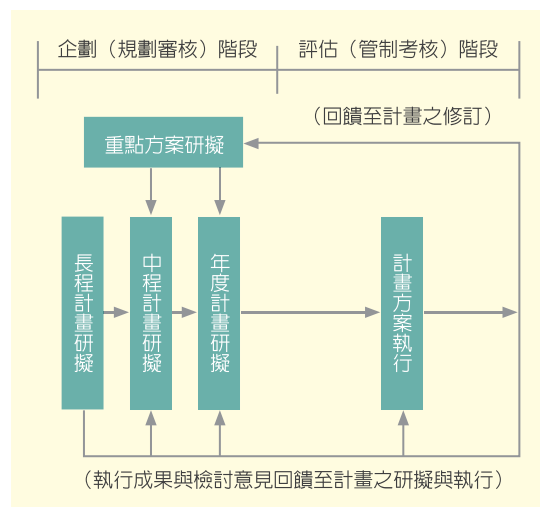 企劃（規劃審核）階段
評估（管制考核）階段
（回饋至計畫之修訂）
重點方案研擬
長程計畫研擬
中程計畫研擬
年度計畫研擬
計畫方案執行
（執行成果與檢討意見回饋至計畫之研擬與執行）